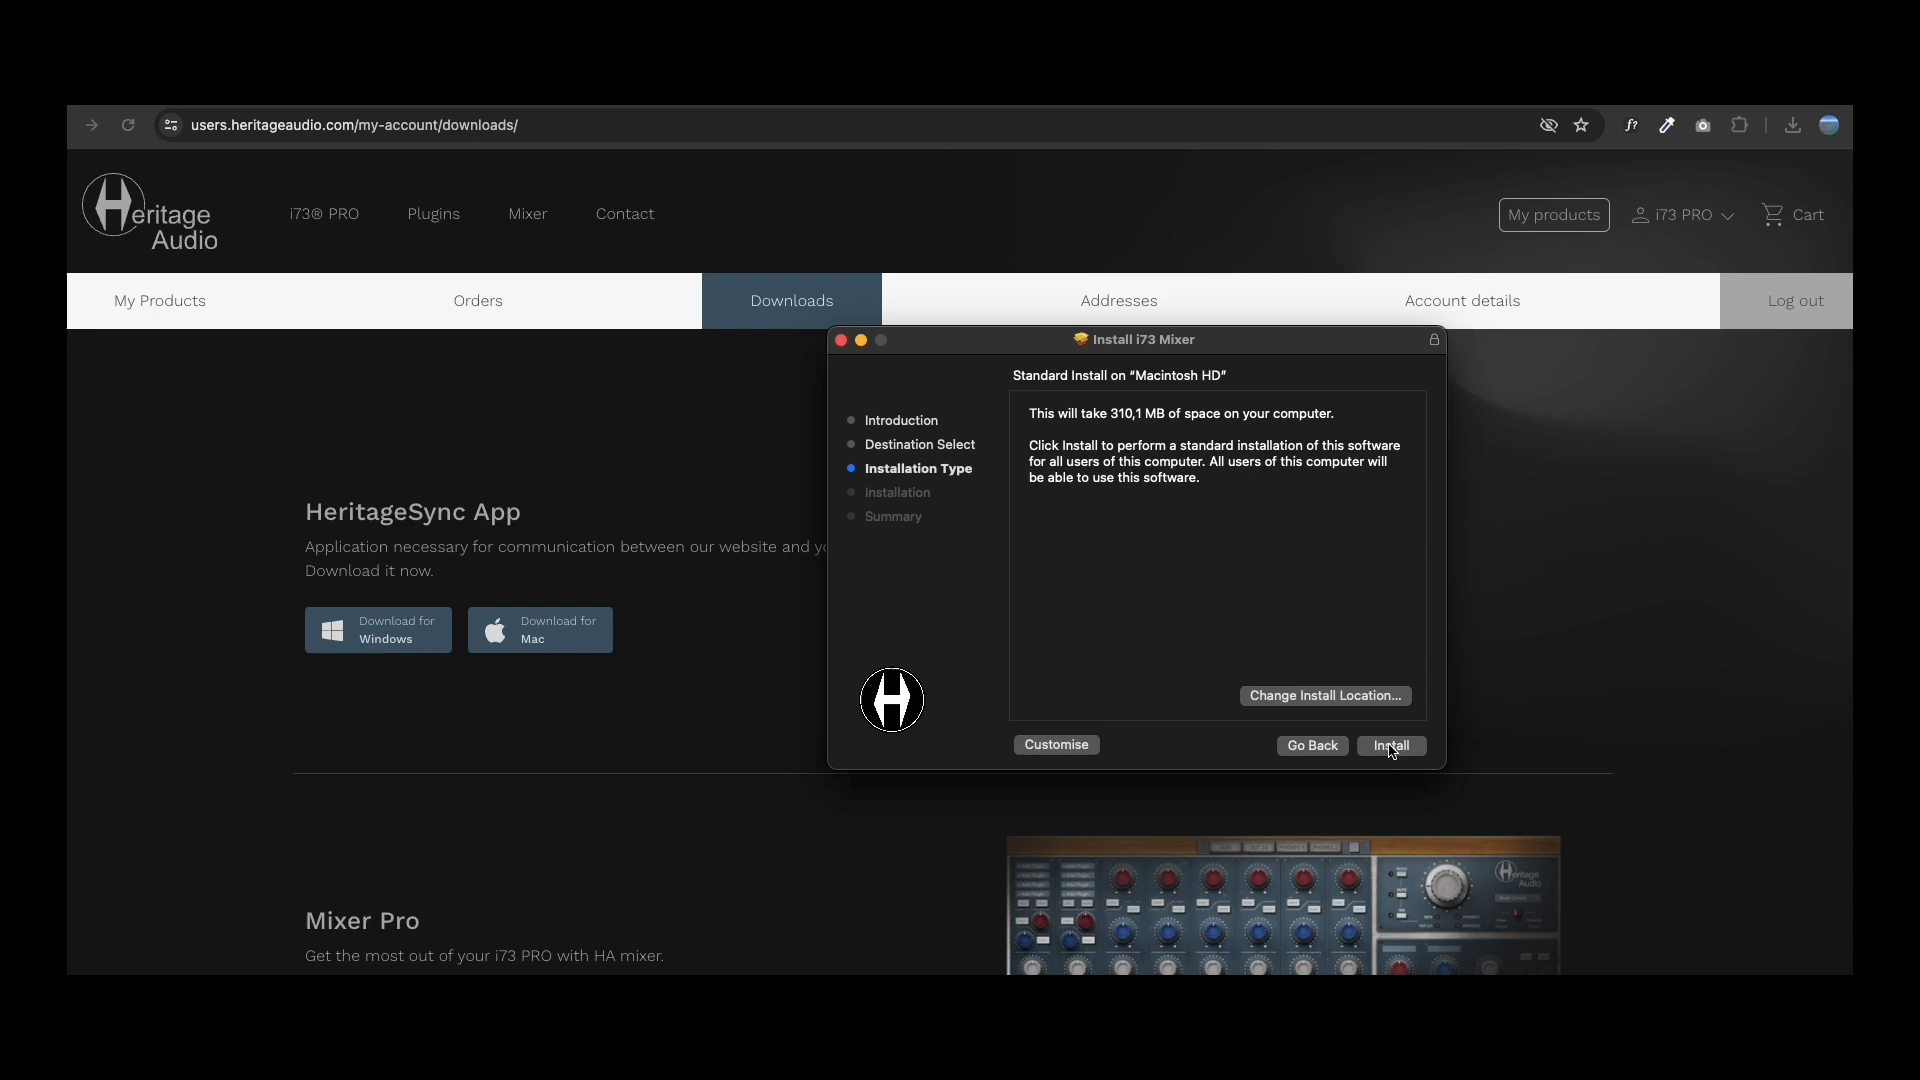 users.heritageaudio.com/my-account/downloads/
f?
Heritage
Audio
i73® PRO
Plugins
Mixer
Contact
My products
i73 PRO
Cart
My Products
Orders
Downloads
Addresses
Account details
Log out
Install i73 Mixer
Standard Install on “Macintosh HD”
Introduction
Destination Select
Installation Type
Installation
Summary
This will take 310,1 MB of space on your computer.
Click Install to perform a standard installation of this software
for all users of this computer. All users of this computer will
be able to use this software.
Change Install Location...
Customise
Go Back
Install
HeritageSync App
Application necessary for communication between our website and
Download it now.
Download for
Windows
Download for
Mac
Mixer Pro
Get the most out of your i73 PRO with HA mixer.
Heritage
Audio